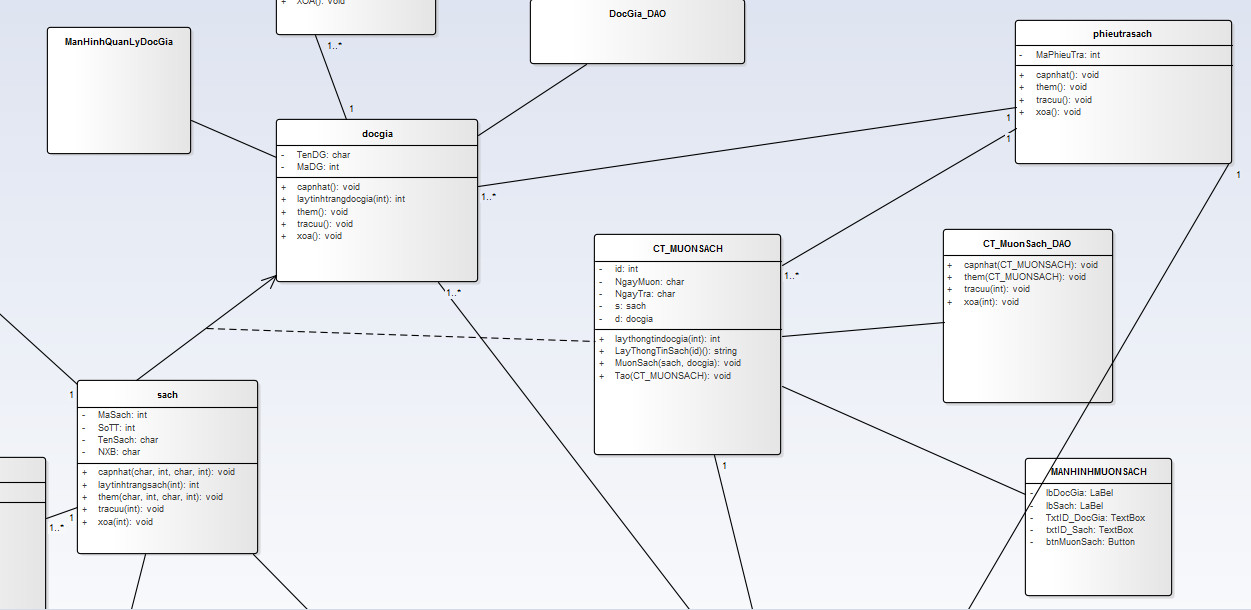 + XOA(): void
1..*
1
ManHinhQuanLyDocGia
DocGia_DAO
phieutrasach
- MaPhieuTra: int
+ capnhat(): void
+ them(): void
+ tracuu(): void
+ xoa(): void
1
1
1
docgia
- TenDG: char
- MaDG: int
+ capnhat(): void
+ laytinhtrangdocgia(int): int
+ them(): void
+ tracuu(): void
+ xoa(): void
1..*
1..*
CT_MUONSACH
- id: int
- NgayMuon: char
- NgayTra: char
- s: sach
- d: docgia
+ laythongtindocgia(int): int
+ LayThongTinSach(id)(): string
+ MuonSach(sach, docgia): void
+ Tao(CT_MUONSACH): void
1..*
1
CT_MuonSach_DAO
+ capnhat(CT_MUONSACH): void
+ them(CT_MUONSACH): void
+ tracuu(int): void
+ xoa(int): void
1
sach
- MaSach: int
- SoTT: int
- TenSach: char
- NXB: char
+ capnhat(char, int, char, int): void
+ laytinhtrangsach(int): int
+ them(char, int, char, int): void
+ tracuu(int): void
+ xoa(int): void
1
1..*
MANHINHMUONSACH
- lbDocGia: LaBel
- lbSach: LaBel
- TxtID_DocGia: TextBox
- txtID_Sach: TextBox
- btnMuonSach: Button